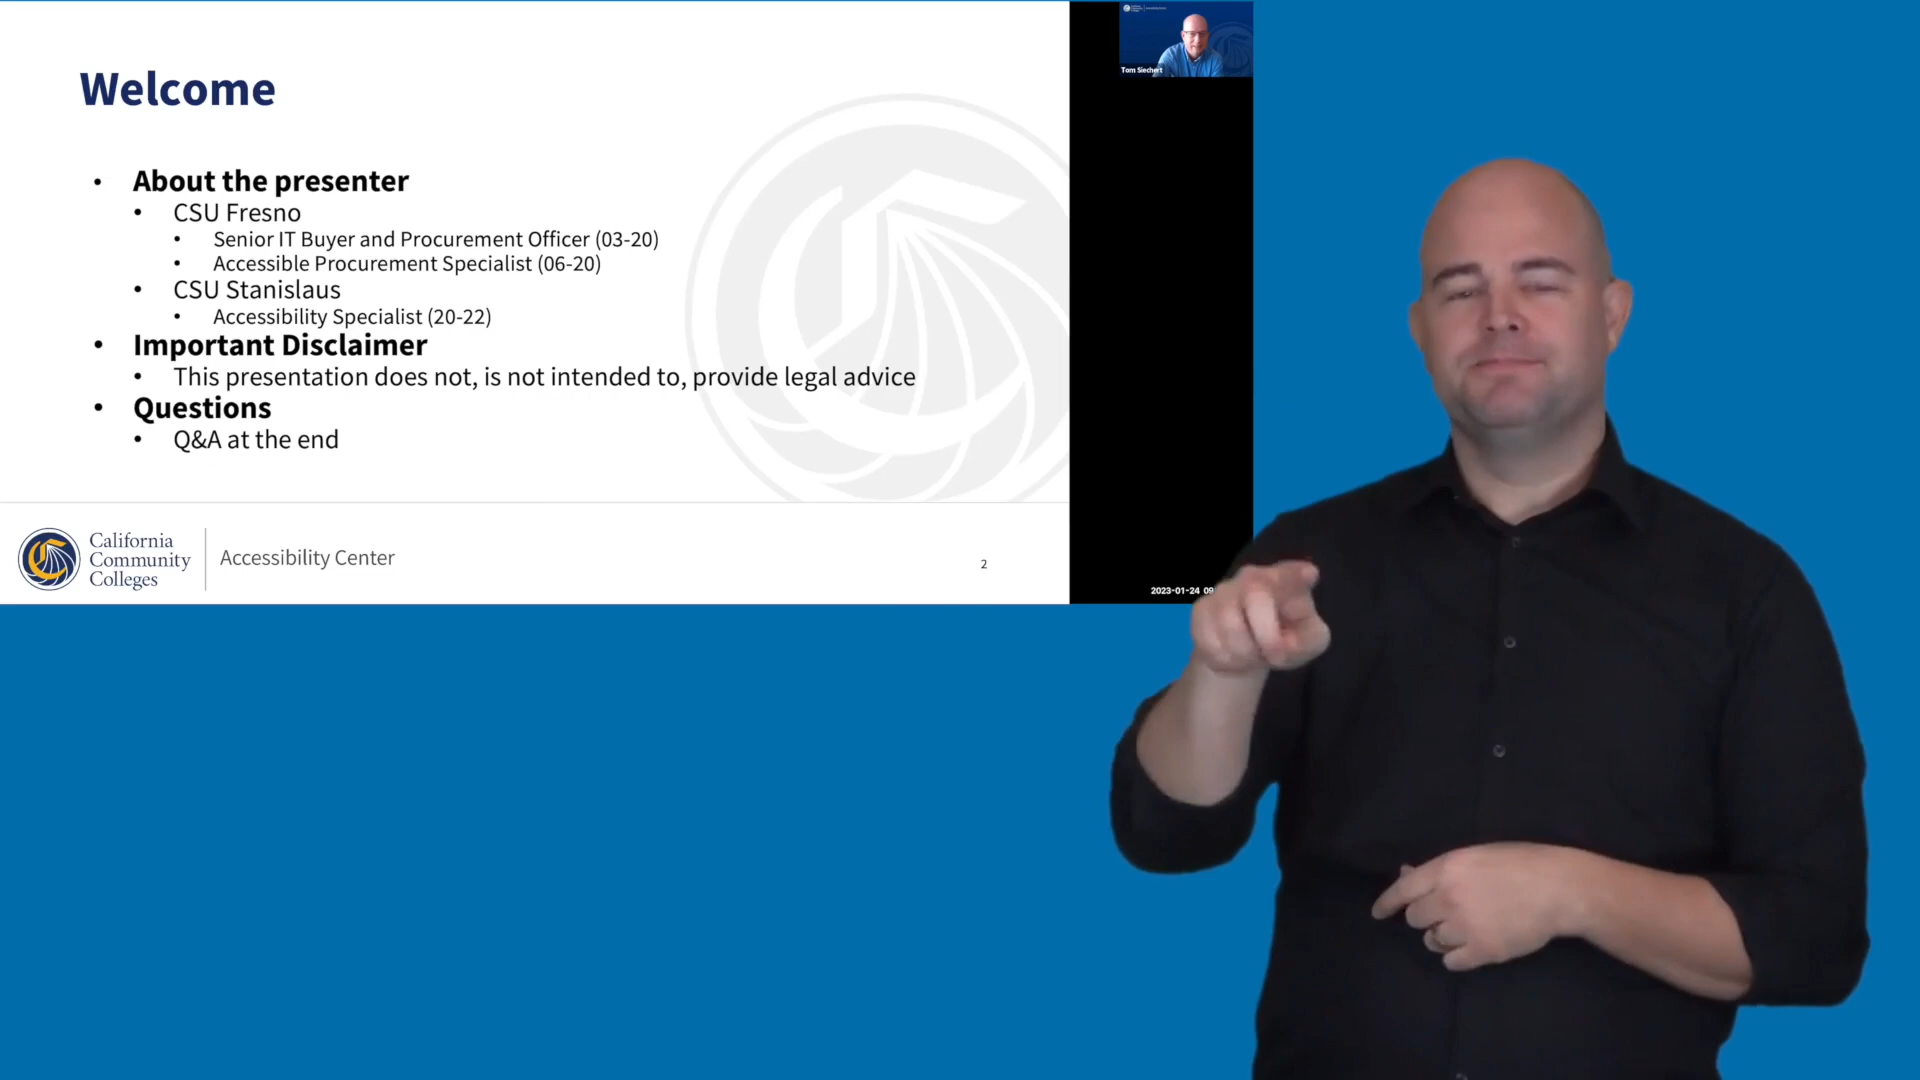 Welcome
• About the presenter
• CSU Fresno
• Senior IT Buyer and Procurement Officer (03-20)
• Accessible Procurement Specialist (06-20)
• CSU Stanislaus
• Accessibility Specialist (20-22)
• Important Disclaimer
• This presentation does not, is not intended to, provide legal advice
• Questions
• Q&A at the end
California
Community
Colleges
Accessibility Center
2
Tom Siechert
2023-01-24 09